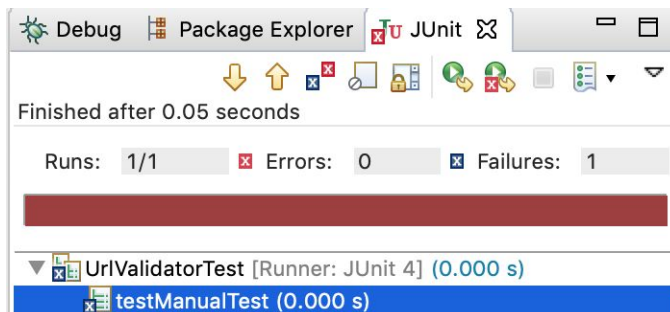 Debug Package Explorer JUnit
Finished after 0.05 seconds
Runs: 1/1 Errors: 0 Failures: 1
UrlValidatorTest [Runner: JUnit 4] (0.000 s)
testManualTest (0.000 s)